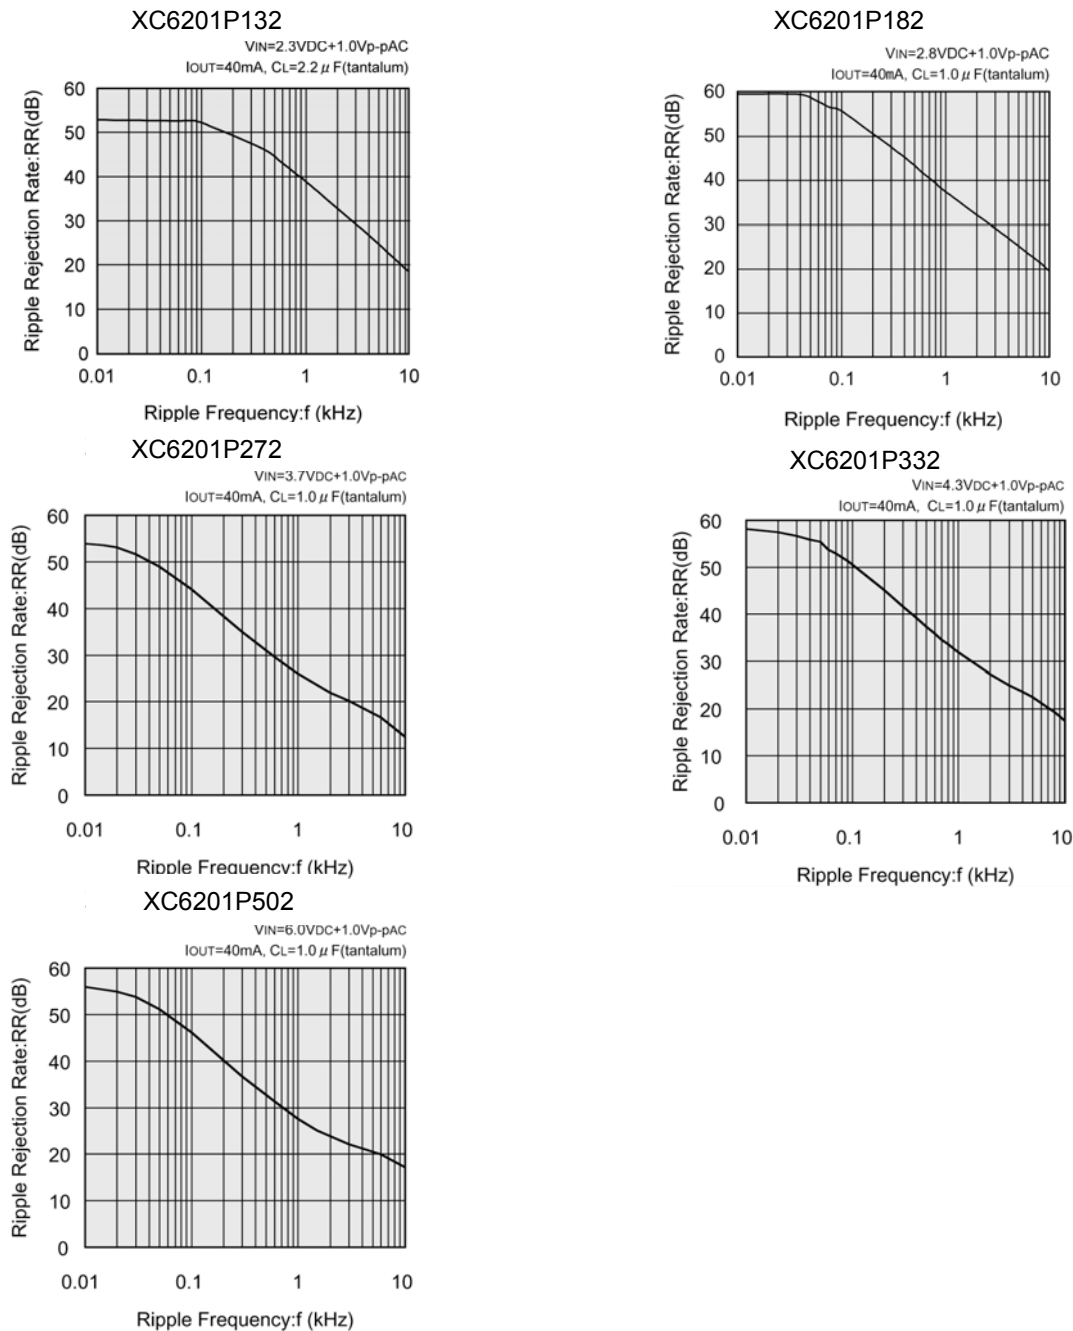 XC6201P132
VIN=2.3VDC+1.0Vp-pAC
IOUT=40mA, CL=2.2μF(tantalum)
Ripple Rejection Rate:RR(dB)
60
50
40
30
20
10
0
0.01 0.1 1 10
Ripple Frequency:f (kHz)
XC6201P182
VIN=2.8VDC+1.0Vp-pAC
IOUT=40mA, CL=1.0μF(tantalum)
Ripple Rejection Rate:RR(dB)
60
50
40
30
20
10
0
0.01 0.1 1 10
Ripple Frequency:f (kHz)
XC6201P272
VIN=3.7VDC+1.0Vp-pAC
IOUT=40mA, CL=1.0μF(tantalum)
Ripple Rejection Rate:RR(dB)
60
50
40
30
20
10
0
0.01 0.1 1 10
Ripple Frequency:f (kHz)
XC6201P332
VIN=4.3VDC+1.0Vp-pAC
IOUT=40mA, CL=1.0μF(tantalum)
Ripple Rejection Rate:RR(dB)
60
50
40
30
20
10
0
0.01 0.1 1 10
Ripple Frequency:f (kHz)
XC6201P502
VIN=6.0VDC+1.0Vp-pAC
IOUT=40mA, CL=1.0μF(tantalum)
Ripple Rejection Rate:RR(dB)
60
50
40
30
20
10
0
0.01 0.1 1 10
Ripple Frequency:f (kHz)